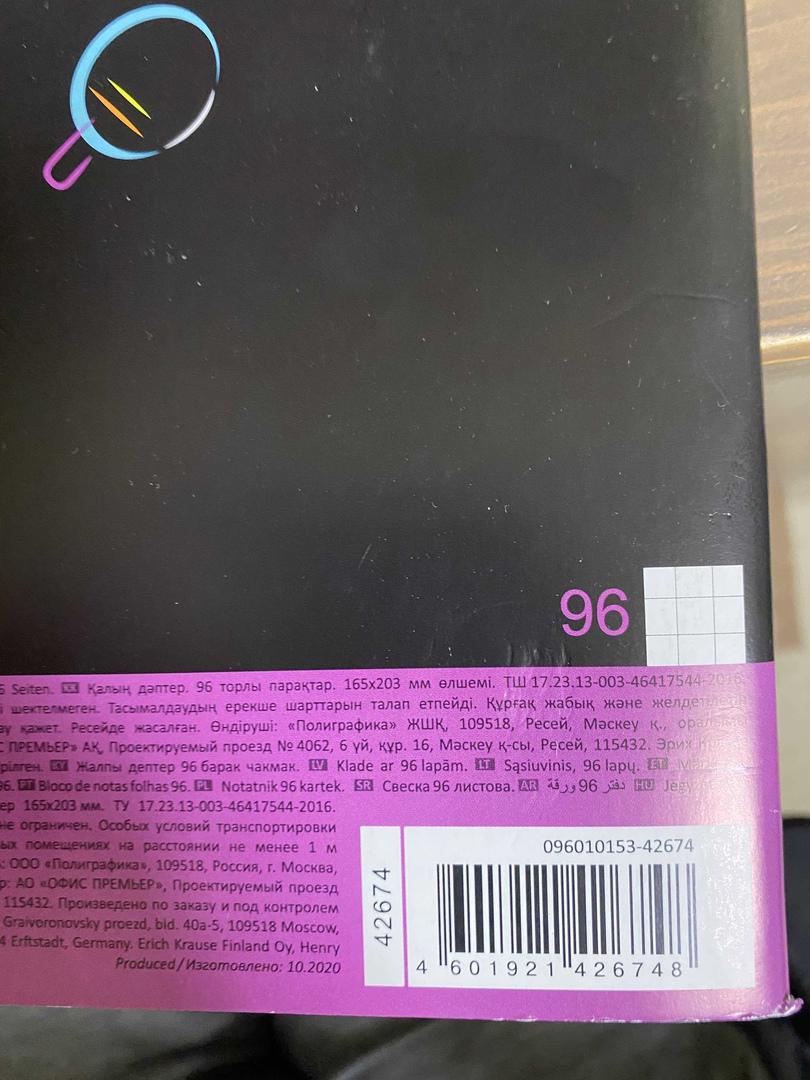 96
Seiten. KK Қалың дәптер. 96 торлы парақтар. 165x203 мм өлшемі. ТШ 17.23.13-003-46417544-2016.
шектелмеген. Тасымалдаудың ерекше шарттарын талап етпейді. Құрғақ жабық және
қажет. Ресейде жасалған. Өндіруші: «Полиграфика» ЖШҚ, 109518, Ресей, Мәскеу қ.,
ПРЕМЬЕР» АҚ, Проектируемый проезд № 4062, 6 үй, құр. 16, Мәскеу қ-сы, Ресей, 115432. Эрих
KY Жалпы дептер 96 барак чакмак. LV Klade ar 96 lapām. LT Sąsiuvinis, 96 lapų. ET
96. PT Bloco de notas folhas 96. PL Notatnik 96 kartek. SR Свеска 96 листова. AR دفتر 96 ورقة HU
165x203 мм. ТУ 17.23.13-003-46417544-2016.
не ограничен. Особых условий транспортировки
помещениях на расстоянии не менее 1 м
ООО «Полиграфика», 109518, Россия, г. Москва,
АО «ОФИС ПРЕМЬЕР», Проектируемый проезд
115432. Произведено по заказу и под контролем
Graivoronovsky proezd, bld. 40a-5, 109518 Moscow,
Erftstadt, Germany. Erich Krause Finland Oy, Henry
Produced/Изготовлено: 10.2020
42674
096010153-42674
4 601921 426748